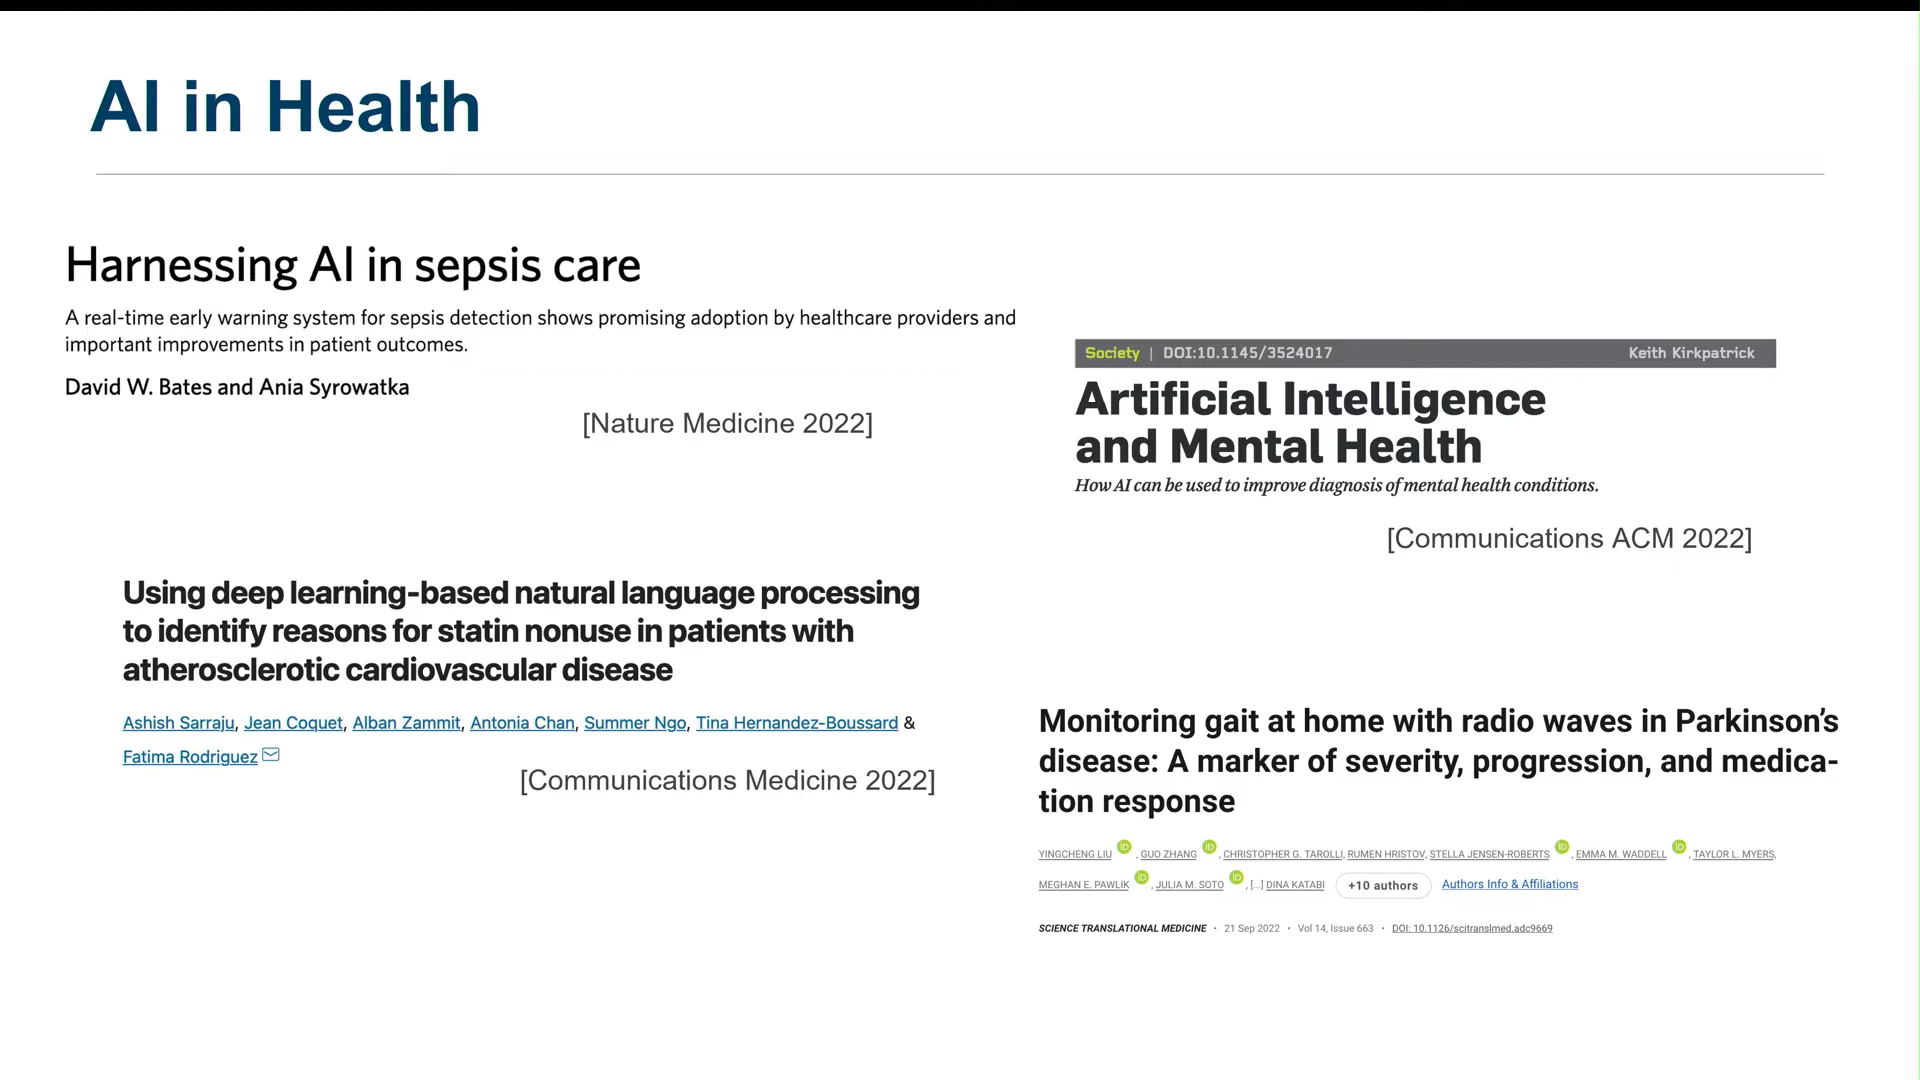 AI in Health
Harnessing AI in sepsis care
A real-time early warning system for sepsis detection shows promising adoption by healthcare providers and
important improvements in patient outcomes.
David W. Bates and Ania Syrowatka
[Nature Medicine 2022]
Society | DOI:10.1145/3524017 Keith Kirkpatrick
Artificial Intelligence
and Mental Health
How AI can be used to improve diagnosis of mental health conditions.
[Communications ACM 2022]
Using deep learning-based natural language processing
to identify reasons for statin nonuse in patients with
atherosclerotic cardiovascular disease
Ashish Sarraju, Jean Coquet, Alban Zammit, Antonia Chan, Summer Ngo, Tina Hernandez-Boussard &
Fatima Rodriguez
[Communications Medicine 2022]
Monitoring gait at home with radio waves in Parkinson's
disease: A marker of severity, progression, and medica-
tion response
YINGCHENG LIU iD, GUO ZHANG iD, CHRISTOPHER G. TAROLLI, RUMEN HRISTOV, STELLA JENSEN-ROBERTS iD, EMMA M. WADDELL iD, TAYLOR L. MYERS,
MEGHAN E. PAWLIK iD, JULIA M. SOTO iD, [...] DINA KATABI +10 authors Authors Info & Affiliations
SCIENCE TRANSLATIONAL MEDICINE • 21 Sep 2022 • Vol 14, Issue 663 • DOI: 10.1126/scitranslmed.adc9669